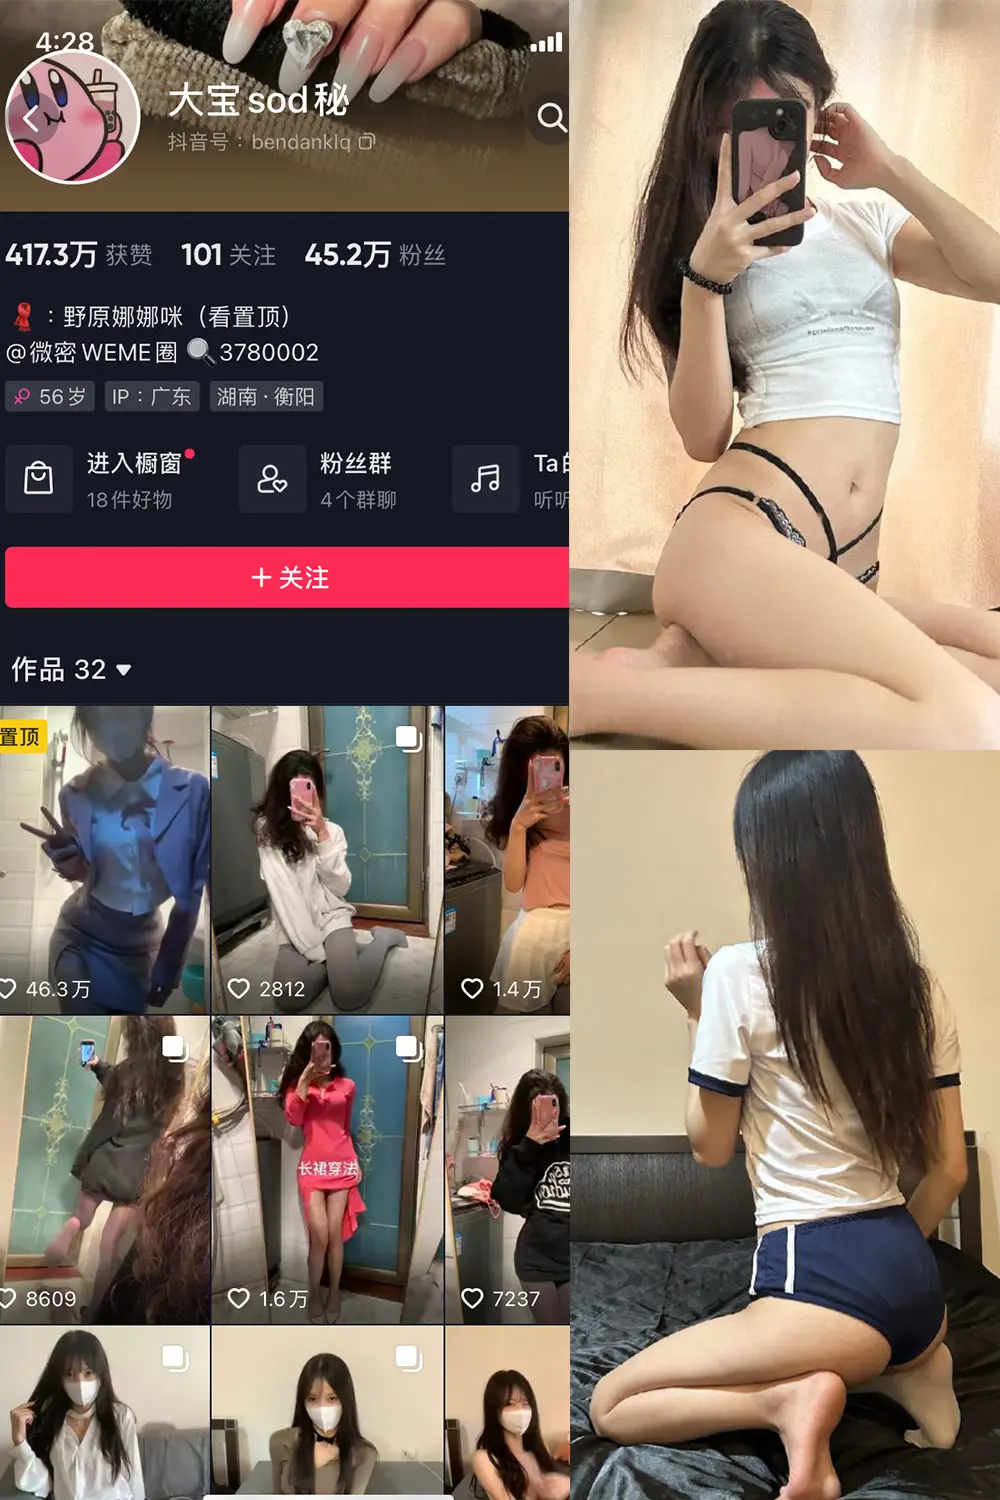 4:28
大宝sod秘
抖音号：bendanklq
417.3万 获赞 101 关注 45.2万 粉丝
：野原娜娜咪（看置顶）
@微密WEME圈 3780002
56岁 IP：广东 湖南·衡阳
进入橱窗 粉丝群 Ta
18件好物 4个群聊 听听
+ 关注
作品 32
置顶
46.3万 2812 1.4万
长裙穿法
8609 1.6万 7237